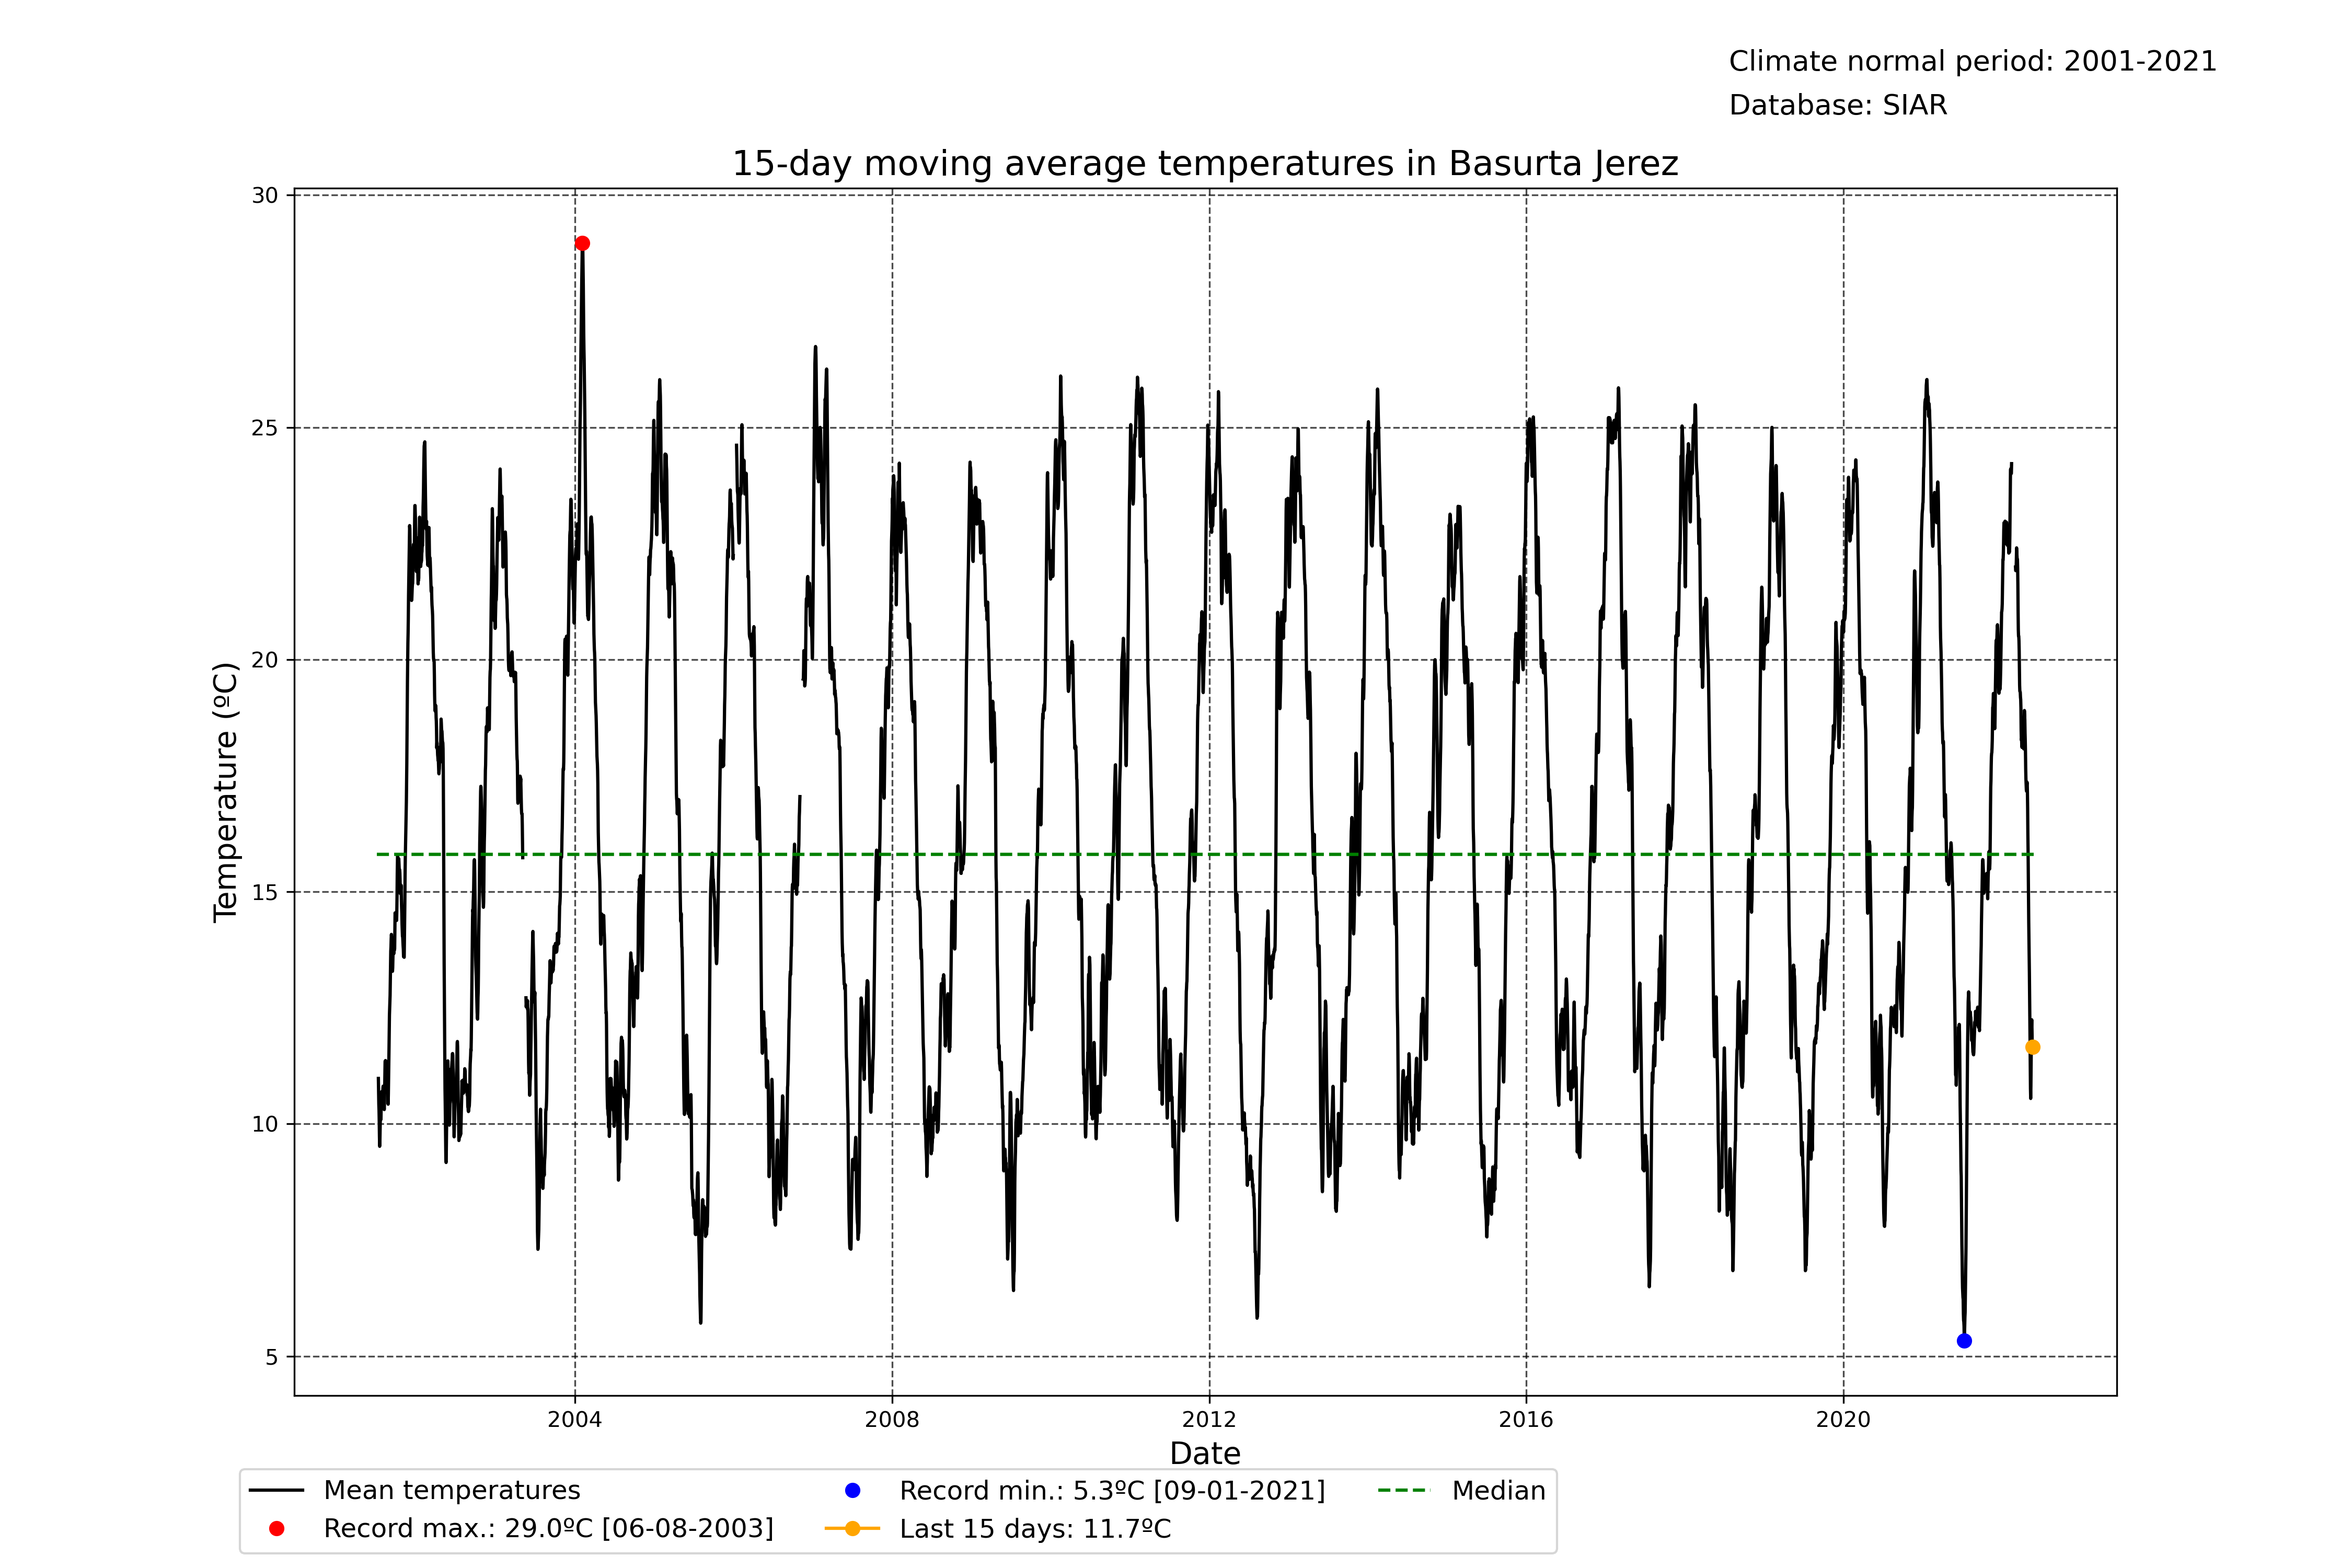 Climate normal period: 2001-2021
Database: SIAR
15-day moving average temperatures in Basurta Jerez
30
25
20
15
10
5
Temperature (ºC)
2004 2008 2012 2016 2020
Date
Mean temperatures
Record max.: 29.0ºC [06-08-2003]
Record min.: 5.3ºC [09-01-2021]
Last 15 days: 11.7ºC
Median